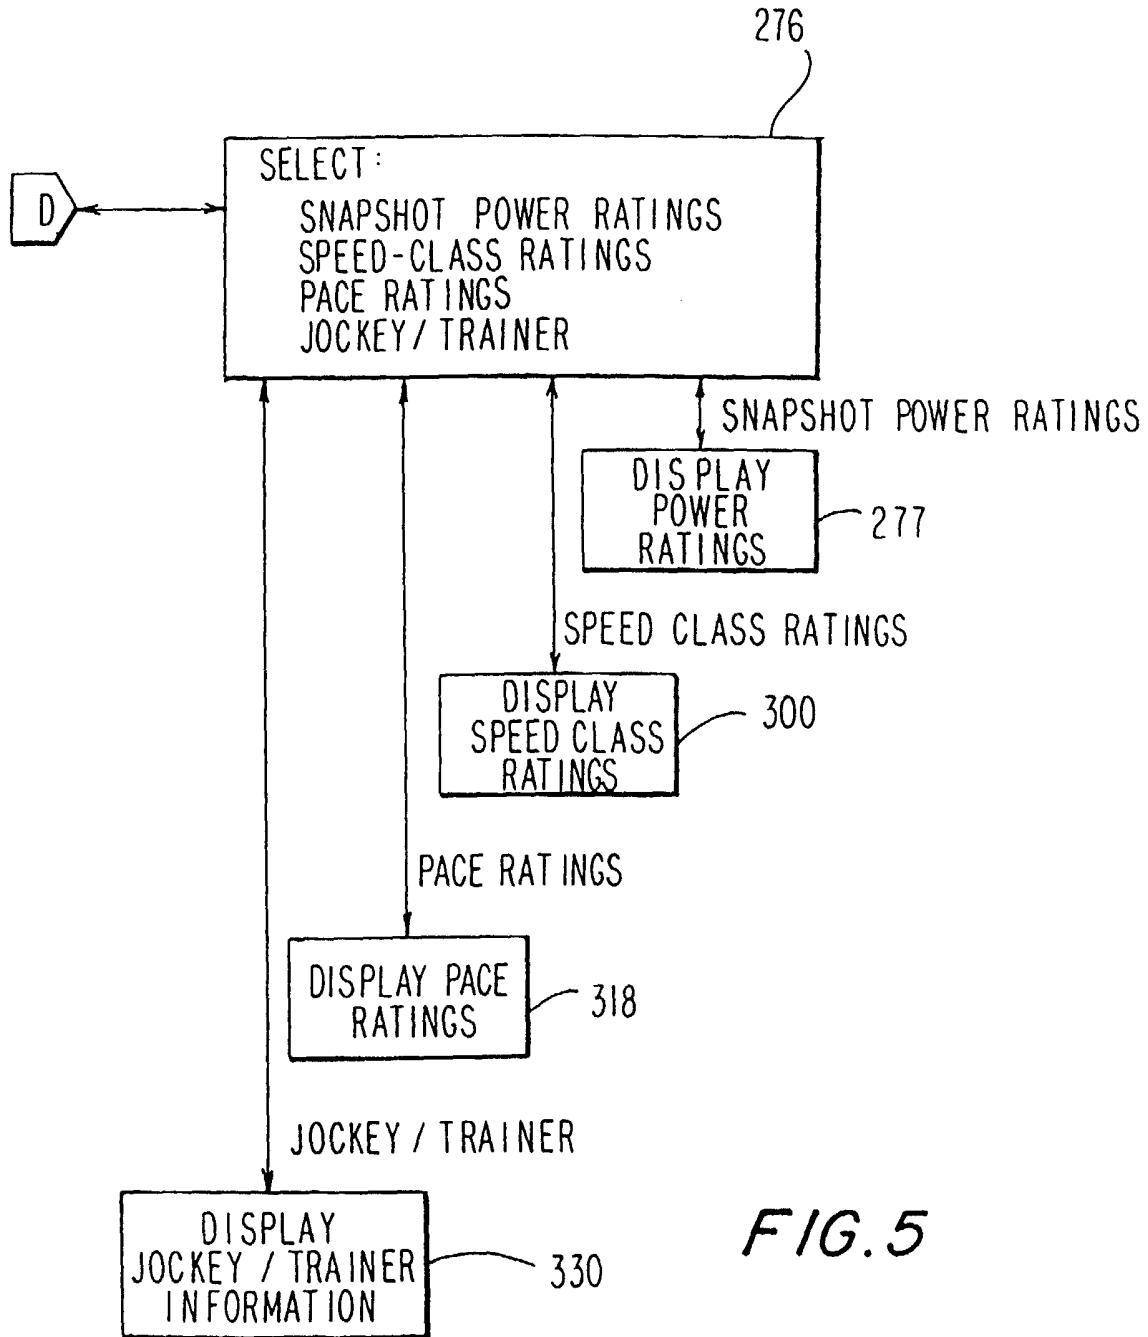 276
D
SELECT:
SNAPSHOT POWER RATINGS
SPEED-CLASS RATINGS
PACE RATINGS
JOCKEY/TRAINER
SNAPSHOT POWER RATINGS
DISPLAY
POWER
RATINGS
277
SPEED CLASS RATINGS
DISPLAY
SPEED CLASS
RATINGS
300
PACE RATINGS
DISPLAY PACE
RATINGS
318
JOCKEY / TRAINER
DISPLAY
JOCKEY / TRAINER
INFORMATION
330
FIG. 5